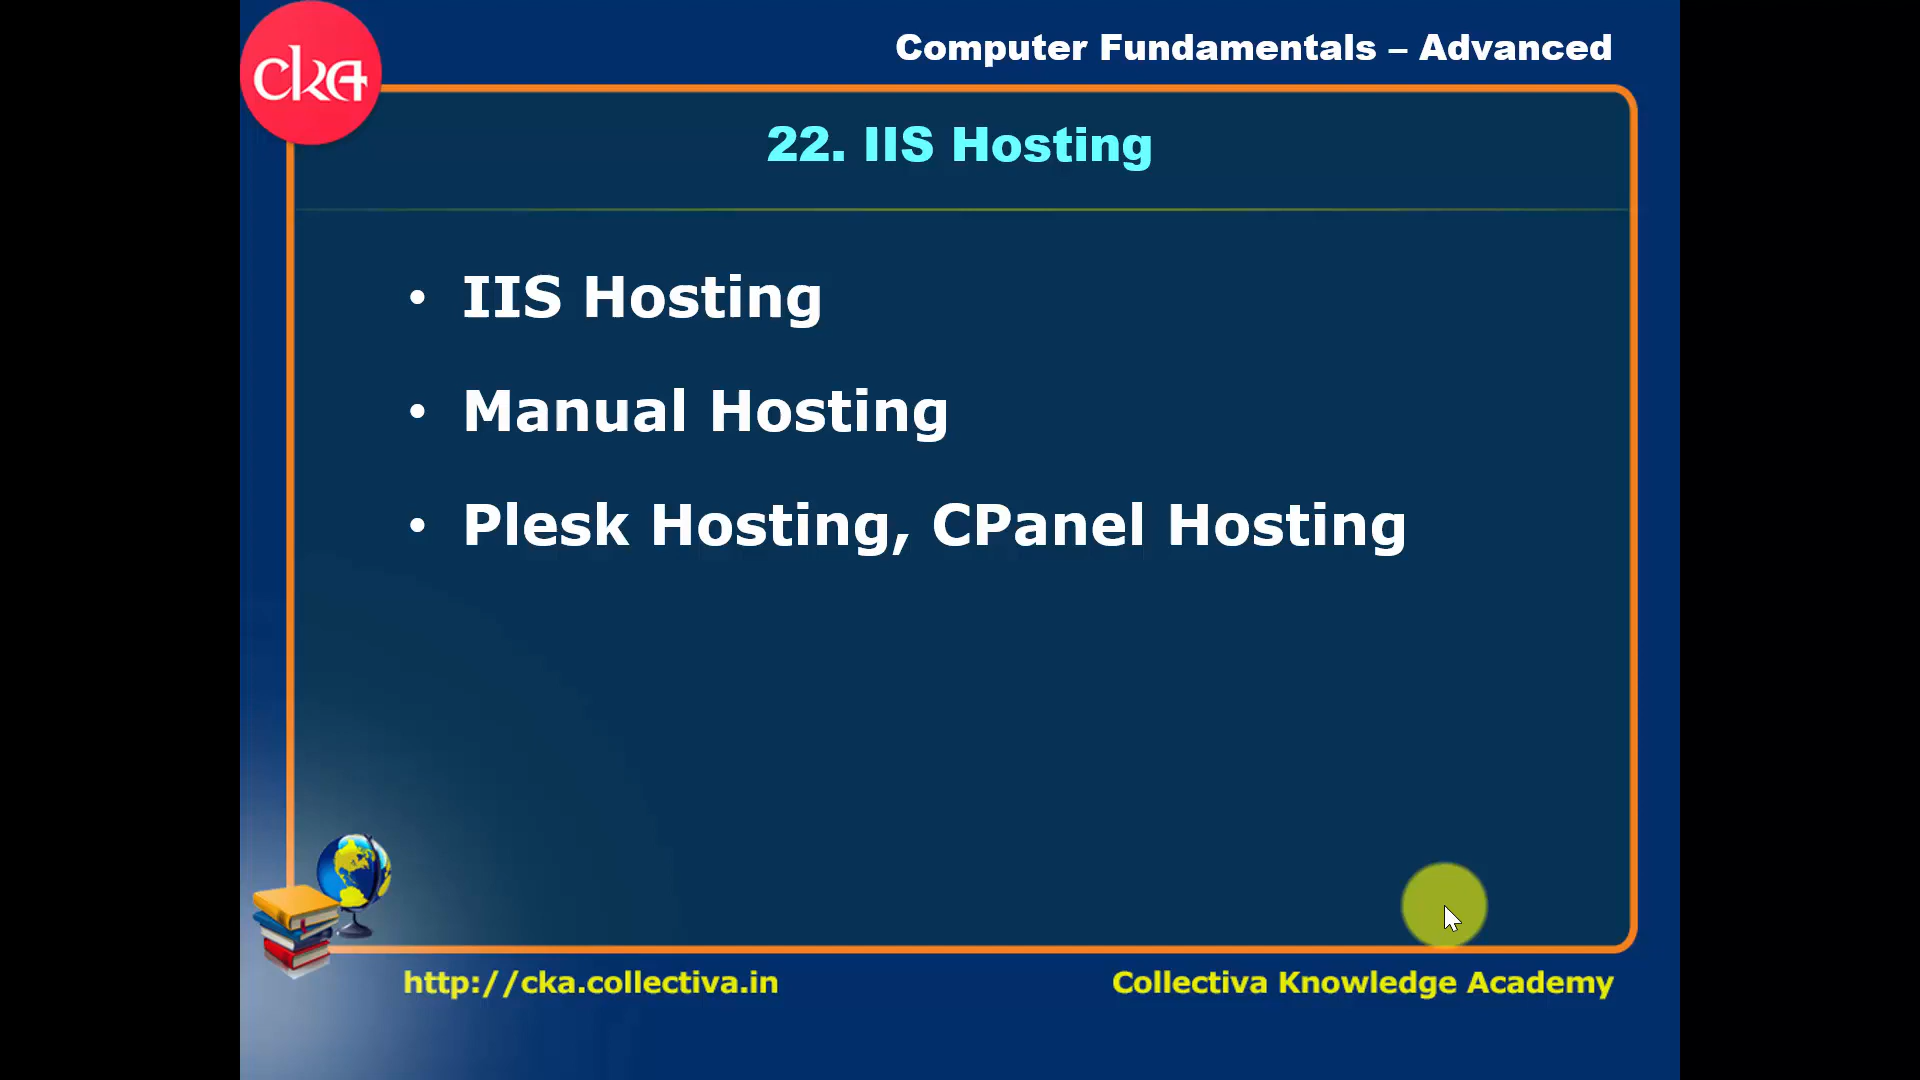 cka
Computer Fundamentals – Advanced
22. IIS Hosting
• IIS Hosting
• Manual Hosting
• Plesk Hosting, CPanel Hosting
http://cka.collectiva.in
Collectiva Knowledge Academy